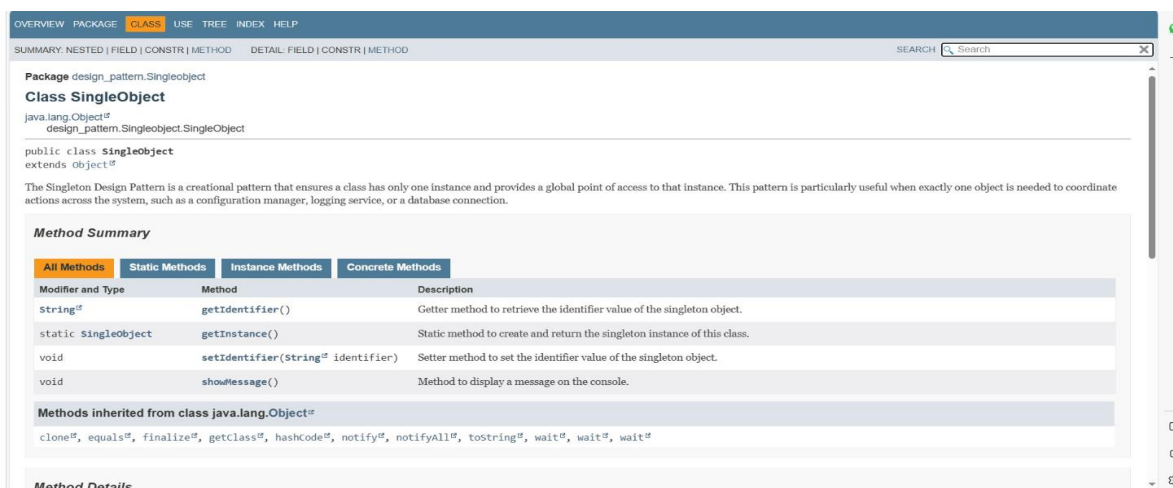 OVERVIEW PACKAGE CLASS USE TREE INDEX HELP
SUMMARY: NESTED | FIELD | CONSTR | METHOD DETAIL: FIELD | CONSTR | METHOD SEARCH Search
Package design_pattern.Singleobject
Class SingleObject
java.lang.Object
design_pattern.Singleobject.SingleObject
public class SingleObject
extends Object
The Singleton Design Pattern is a creational pattern that ensures a class has only one instance and provides a global point of access to that instance. This pattern is particularly useful when exactly one object is needed to coordinate
actions across the system, such as a configuration manager, logging service, or a database connection.
Method Summary
All Methods Static Methods Instance Methods Concrete Methods
Modifier and Type Method Description
String getIdentifier() Getter method to retrieve the identifier value of the singleton object.
static SingleObject getInstance() Static method to create and return the singleton instance of this class.
void setIdentifier(String identifier) Setter method to set the identifier value of the singleton object.
void showMessage() Method to display a message on the console.
Methods inherited from class java.lang.Object
clone, equals, finalize, getClass, hashCode, notify, notifyAll, toString, wait, wait, wait
Method Details